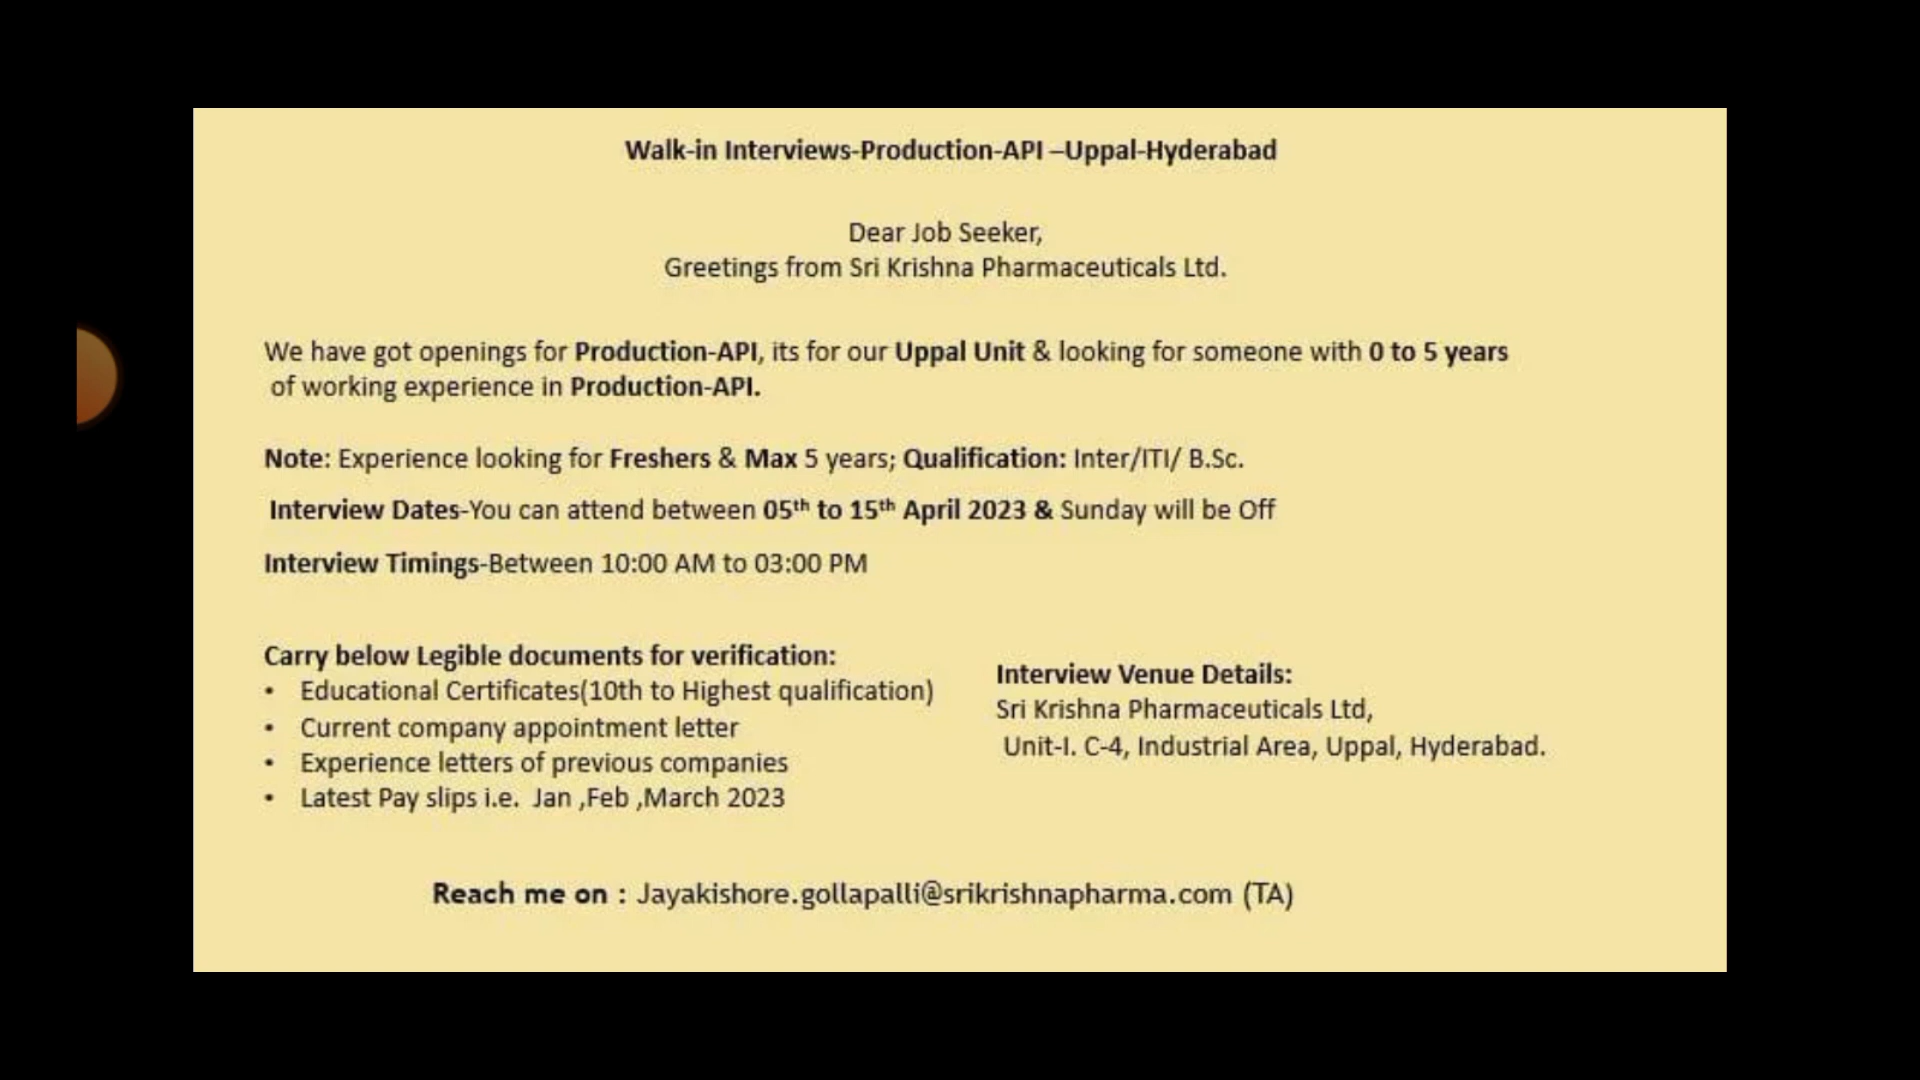 Walk-in Interviews-Production-API –Uppal-Hyderabad
Dear Job Seeker,
Greetings from Sri Krishna Pharmaceuticals Ltd.
We have got openings for Production-API, its for our Uppal Unit & looking for someone with 0 to 5 years
of working experience in Production-API.
Note: Experience looking for Freshers & Max 5 years; Qualification: Inter/ITI/ B.Sc.
Interview Dates-You can attend between 05th to 15th April 2023 & Sunday will be Off
Interview Timings-Between 10:00 AM to 03:00 PM
Carry below Legible documents for verification:
• Educational Certificates(10th to Highest qualification)
• Current company appointment letter
• Experience letters of previous companies
• Latest Pay slips i.e. Jan ,Feb ,March 2023
Interview Venue Details:
Sri Krishna Pharmaceuticals Ltd,
Unit-I. C-4, Industrial Area, Uppal, Hyderabad.
Reach me on : Jayakishore.gollapalli@srikrishnapharma.com (TA)